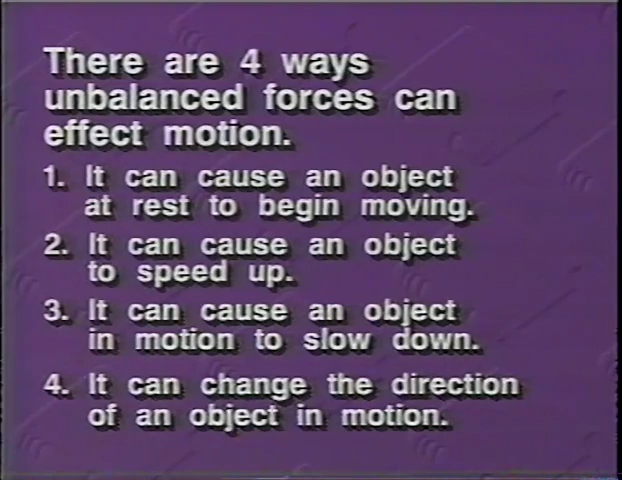 There are 4 ways
unbalanced forces can
effect motion.
1. It can cause an object
at rest to begin moving.
2. It can cause an object
to speed up.
3. It can cause an object
in motion to slow down.
4. It can change the direction
of an object in motion.